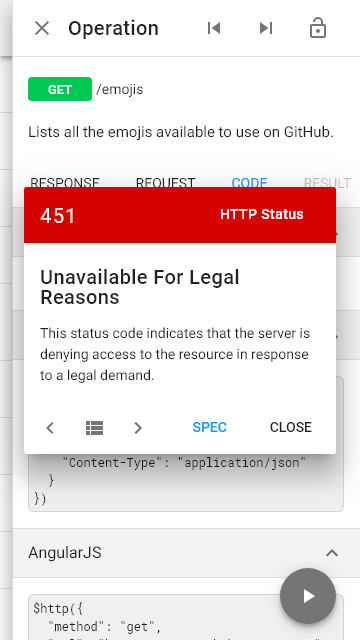 Operation
GET /emojis
Lists all the emojis available to use on GitHub.
RESPONSE REQUEST CODE RESULT
451 HTTP Status
Unavailable For Legal
Reasons
This status code indicates that the server is
denying access to the resource in response
to a legal demand.
SPEC CLOSE
"Content-Type": "application/json"
}
})
AngularJS
$http({
"method": "get",